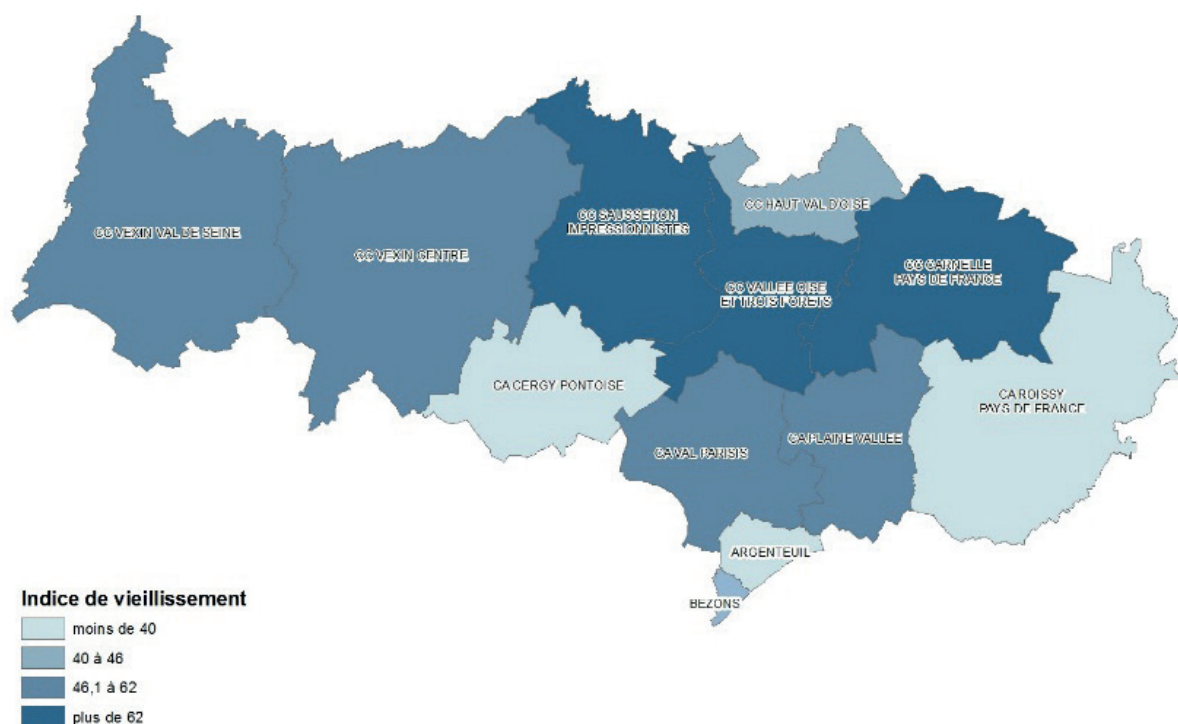 CC VEXIN VAL DE SEINE
CC VEXIN CENTRE
CC SAUSSERON
IMPRESSIONNISTES
CC HAUT VAL D'OISE
CC VALLEE OISE
ET TROIS FORETS
CC CARNELLE
PAYS DE FRANCE
CA CERGY PONTOISE
CA ROISSY
PAYS DE FRANCE
CA VAL PARISIS
CA PLAINE VALLEE
ARGENTEUIL
BEZONS
Indice de vieillissement
moins de 40
40 à 46
46,1 à 62
plus de 62